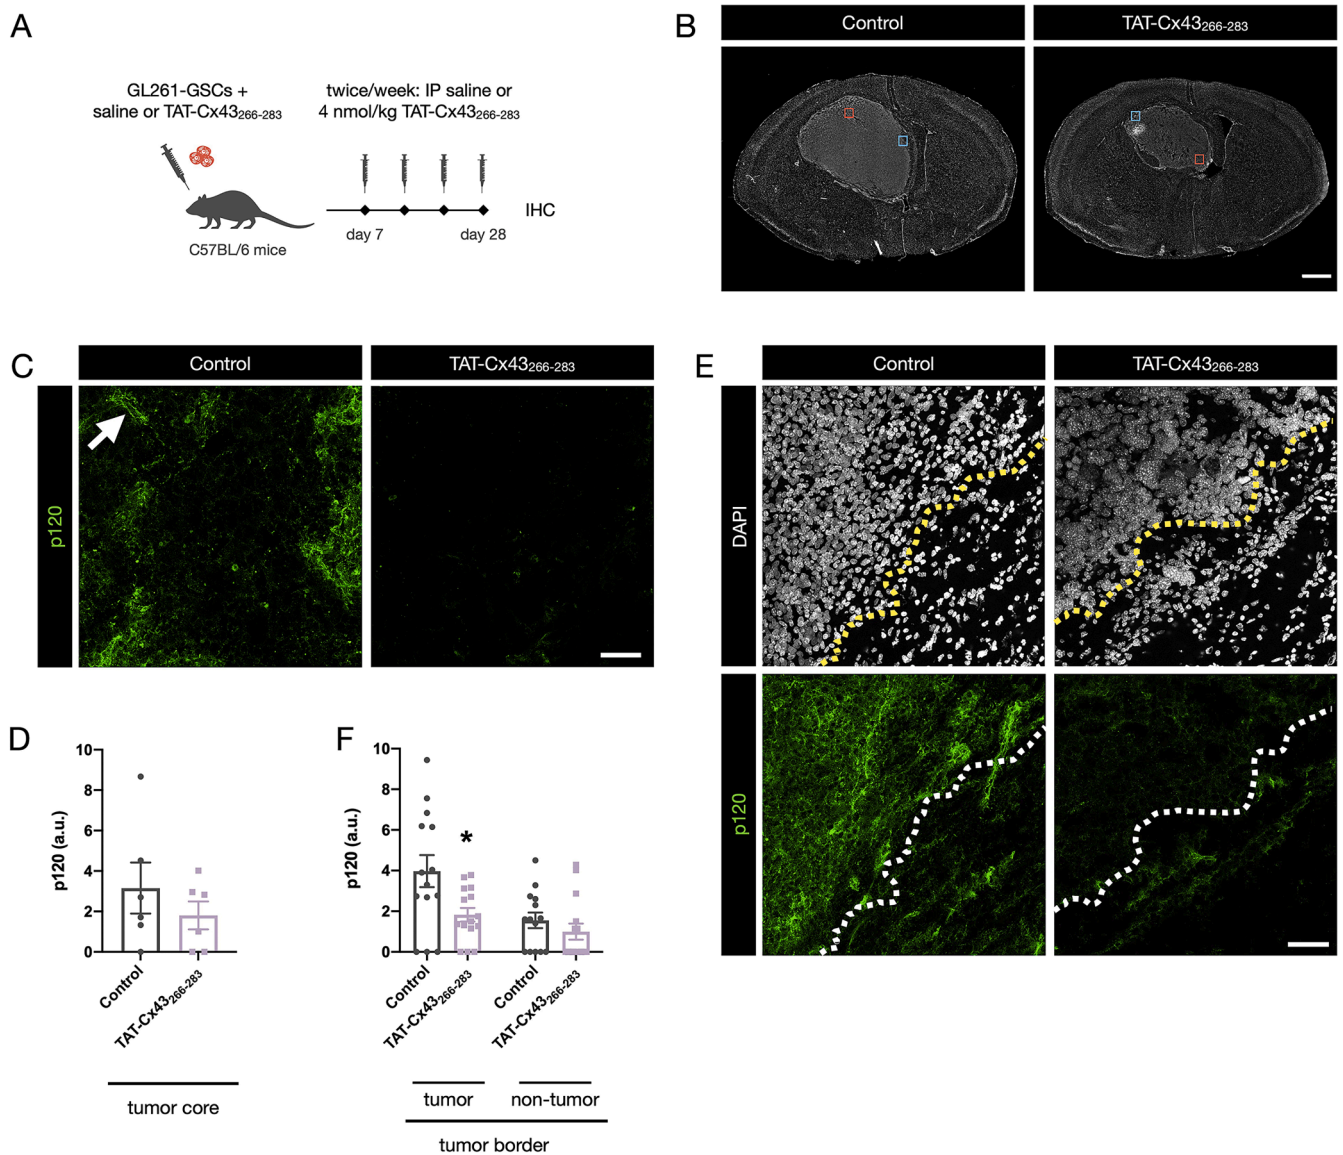 A
GL261-GSCs +
saline or TAT-Cx43266-283
twice/week: IP saline or
4 nmol/kg TAT-Cx43266-283
C57BL/6 mice
day 7
day 28
IHC
B
Control
TAT-Cx43266-283
C
Control
TAT-Cx43266-283
p120
D
p120 (a.u.)
10
8
6
4
2
0
Control
TAT-Cx43266-283
tumor core
F
p120 (a.u.)
10
8
6
4
2
0
*
Control
TAT-Cx43266-283
Control
TAT-Cx43266-283
tumor
non-tumor
tumor border
E
Control
TAT-Cx43266-283
DAPI
p120